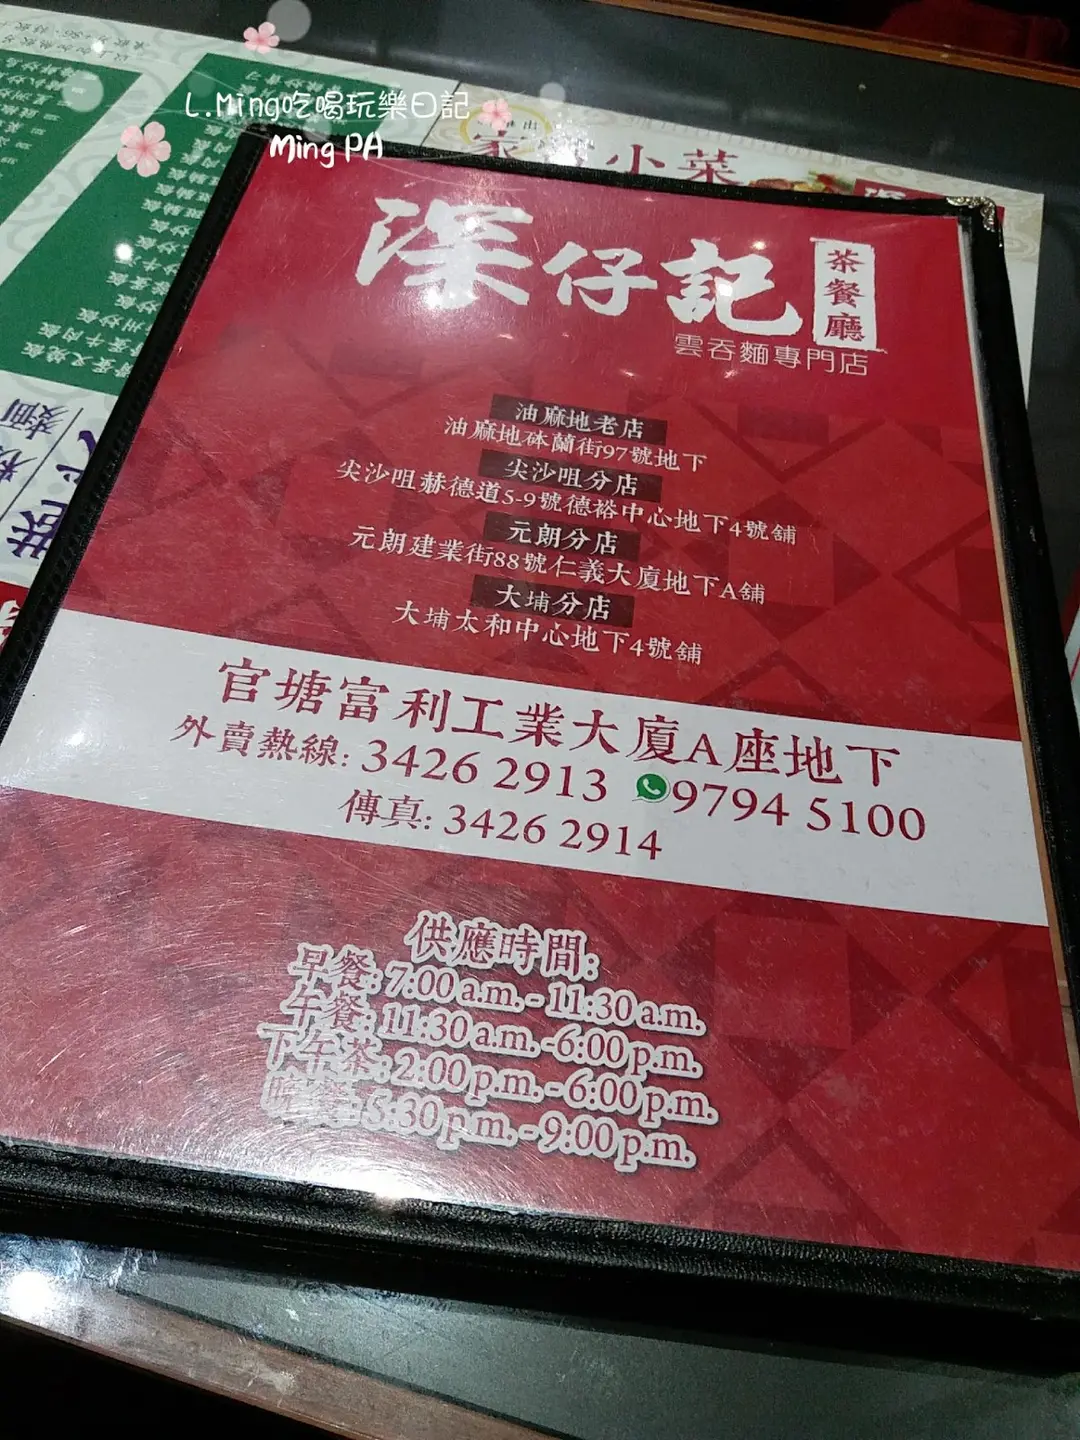 L.Ming吃喝玩樂日記
Ming PA
小菜
深仔記
茶餐廳
雲吞麵專門店
油麻地老店
油麻地砵蘭街97號地下
尖沙咀分店
尖沙咀赫德道5-9號德裕中心地下4號舖
元朗分店
元朗建業街88號仁義大廈地下A舖
大埔分店
大埔太和中心地下4號舖
官塘富利工業大廈A座地下
外賣熱線: 3426 2913 9794 5100
傳真: 3426 2914
供應時間:
早餐: 7:00 a.m. - 11:30 a.m.
午餐: 11:30 a.m. - 6:00 p.m.
下午茶: 2:00 p.m. - 6:00 p.m.
晚餐: 5:30 p.m. - 9:00 p.m.